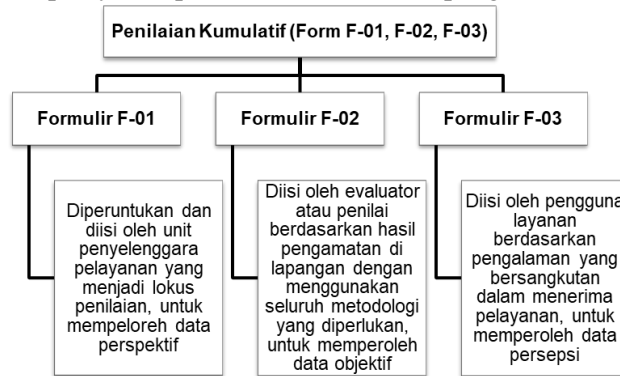 Penilaian Kumulatif (Form F-01, F-02, F-03)
Formulir F-01
Formulir F-02
Formulir F-03
Diperuntukan dan
diisi oleh unit
penyelenggara
pelayanan yang
menjadi lokus
penilaian, untuk
mempeloreh data
perspektif
Diisi oleh evaluator
atau penilai
berdasarkan hasil
pengamatan di
lapangan dengan
menggunakan
seluruh metodologi
yang diperlukan,
untuk memperoleh
data objektif
Diisi oleh pengguna
layanan
berdasarkan
pengalaman yang
bersangkutan
dalam menerima
pelayanan, untuk
memperoleh data
persepsi